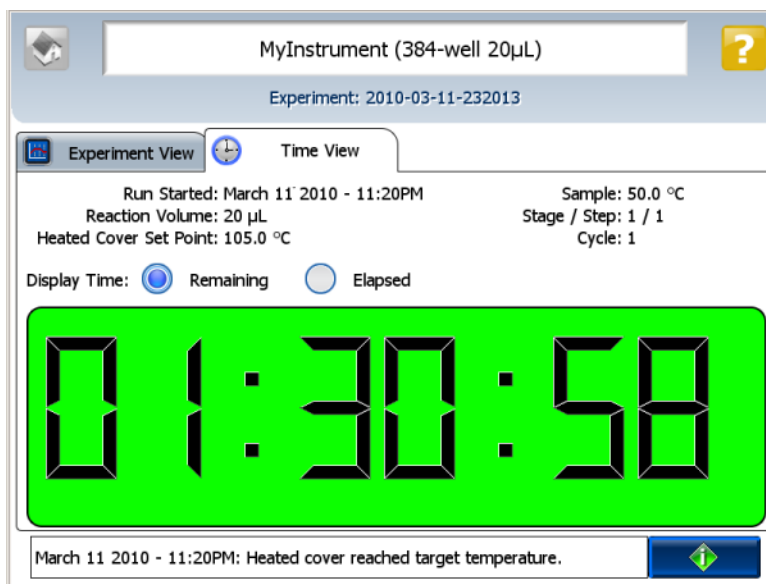 MyInstrument (384-well 20µL)
?
Experiment: 2010-03-11-232013
Experiment View
Time View
Run Started: March 11 2010 - 11:20PM
Sample: 50.0 °C
Reaction Volume: 20 µL
Stage / Step: 1 / 1
Heated Cover Set Point: 105.0 °C
Cycle: 1
Display Time: Remaining Elapsed
01:30:58
March 11 2010 - 11:20PM: Heated cover reached target temperature.
i